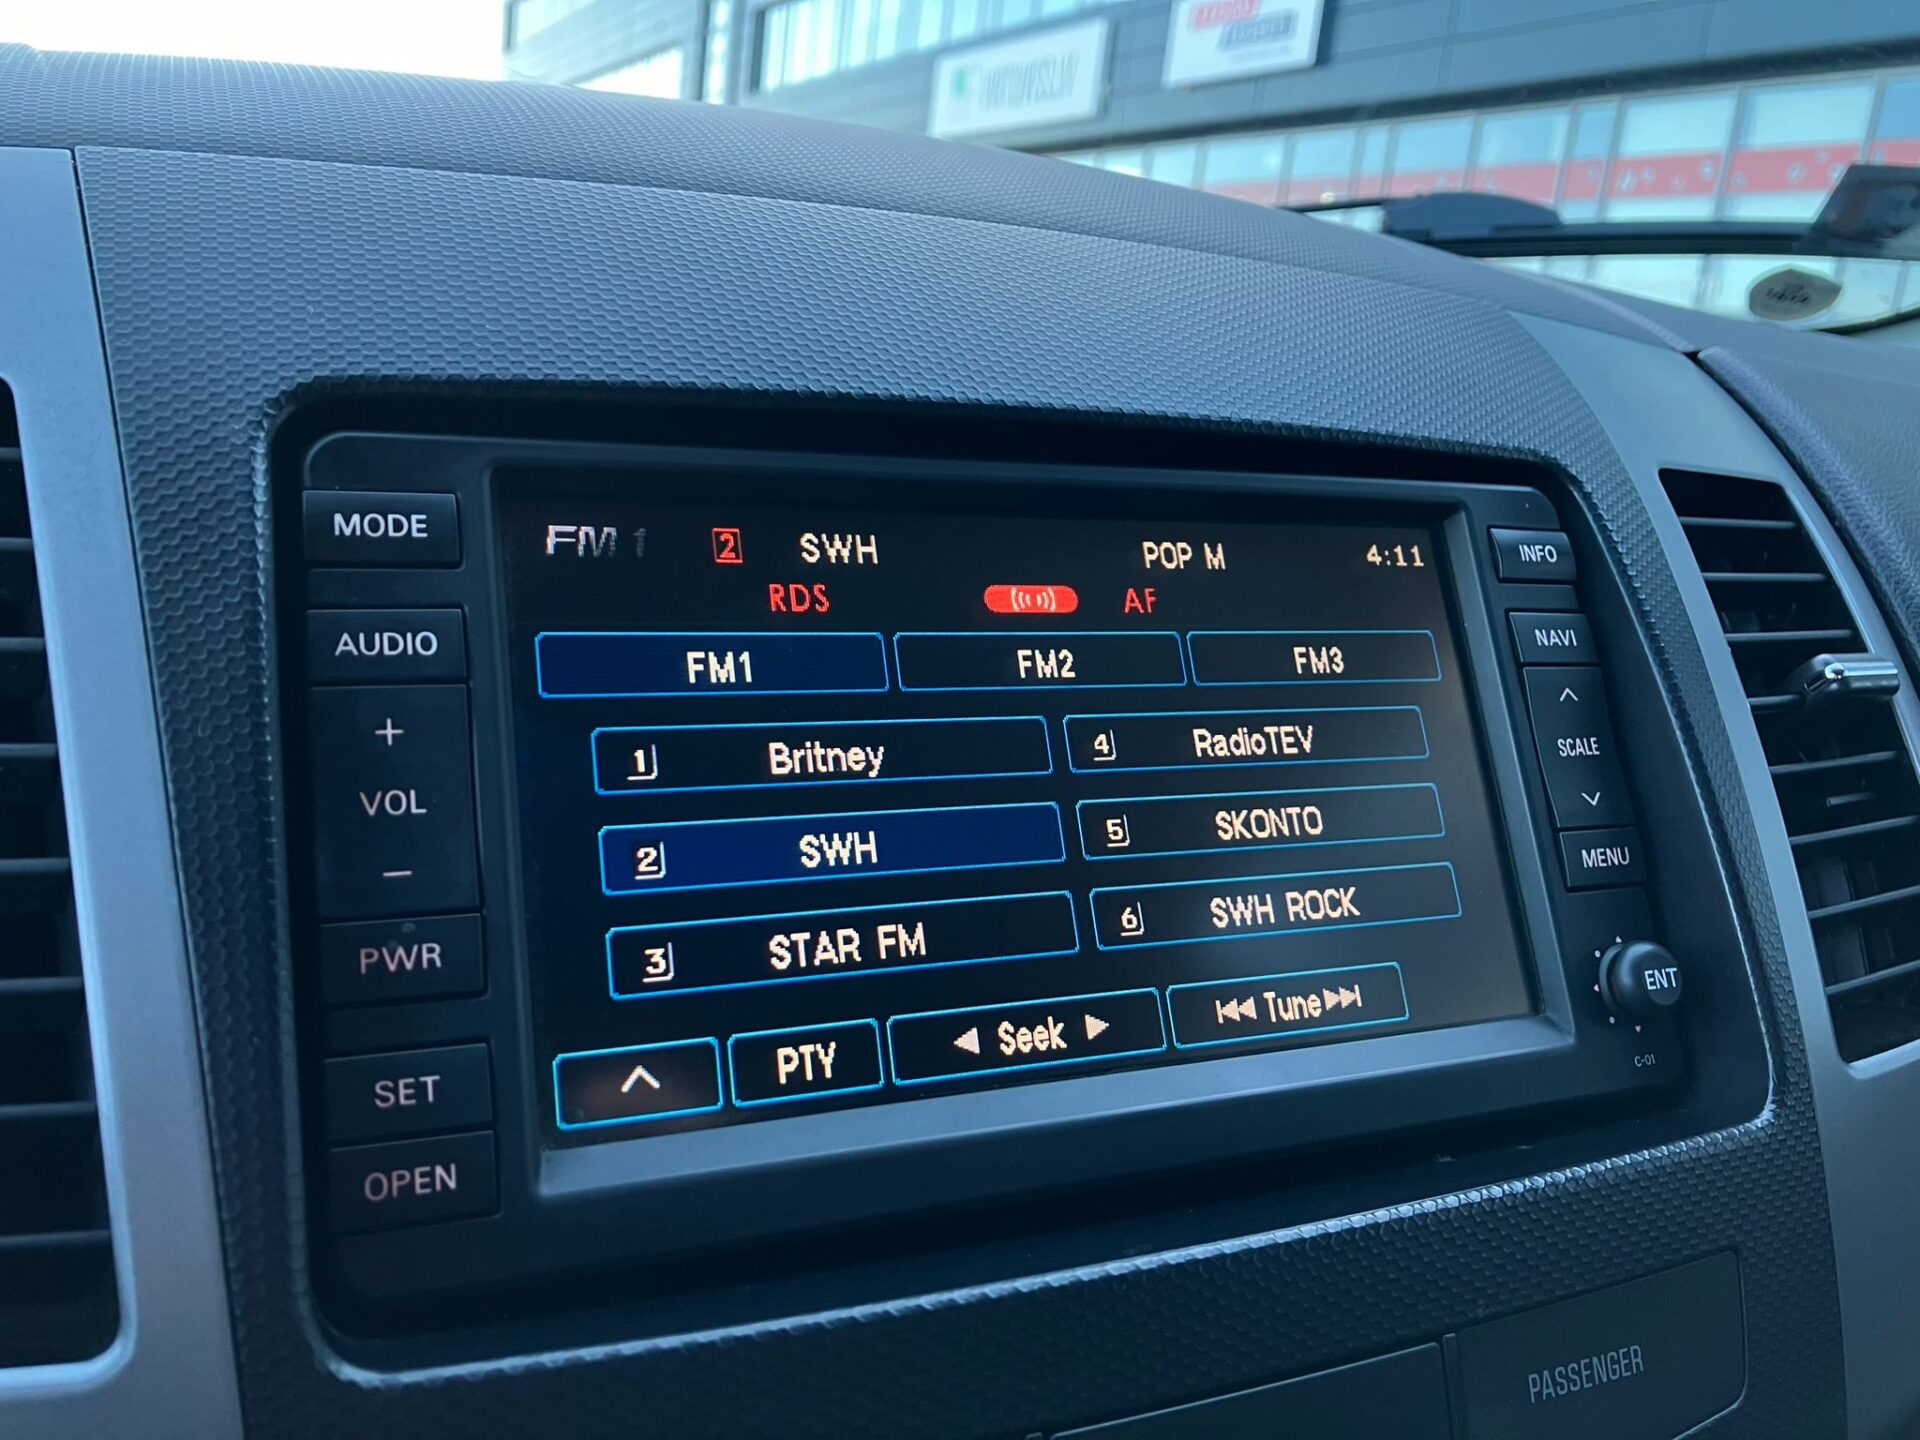 MODE
AUDIO
+
VOL
−
PWR
SET
OPEN
FM 1 2 SWH POP M 4:11
RDS AF
FM1 FM2 FM3
1 Britney 4 RadioTEV
2 SWH 5 SKONTO
3 STAR FM 6 SWH ROCK
PTY Seek Tune
INFO
NAVI
SCALE
MENU
ENT
C-01
PASSENGER